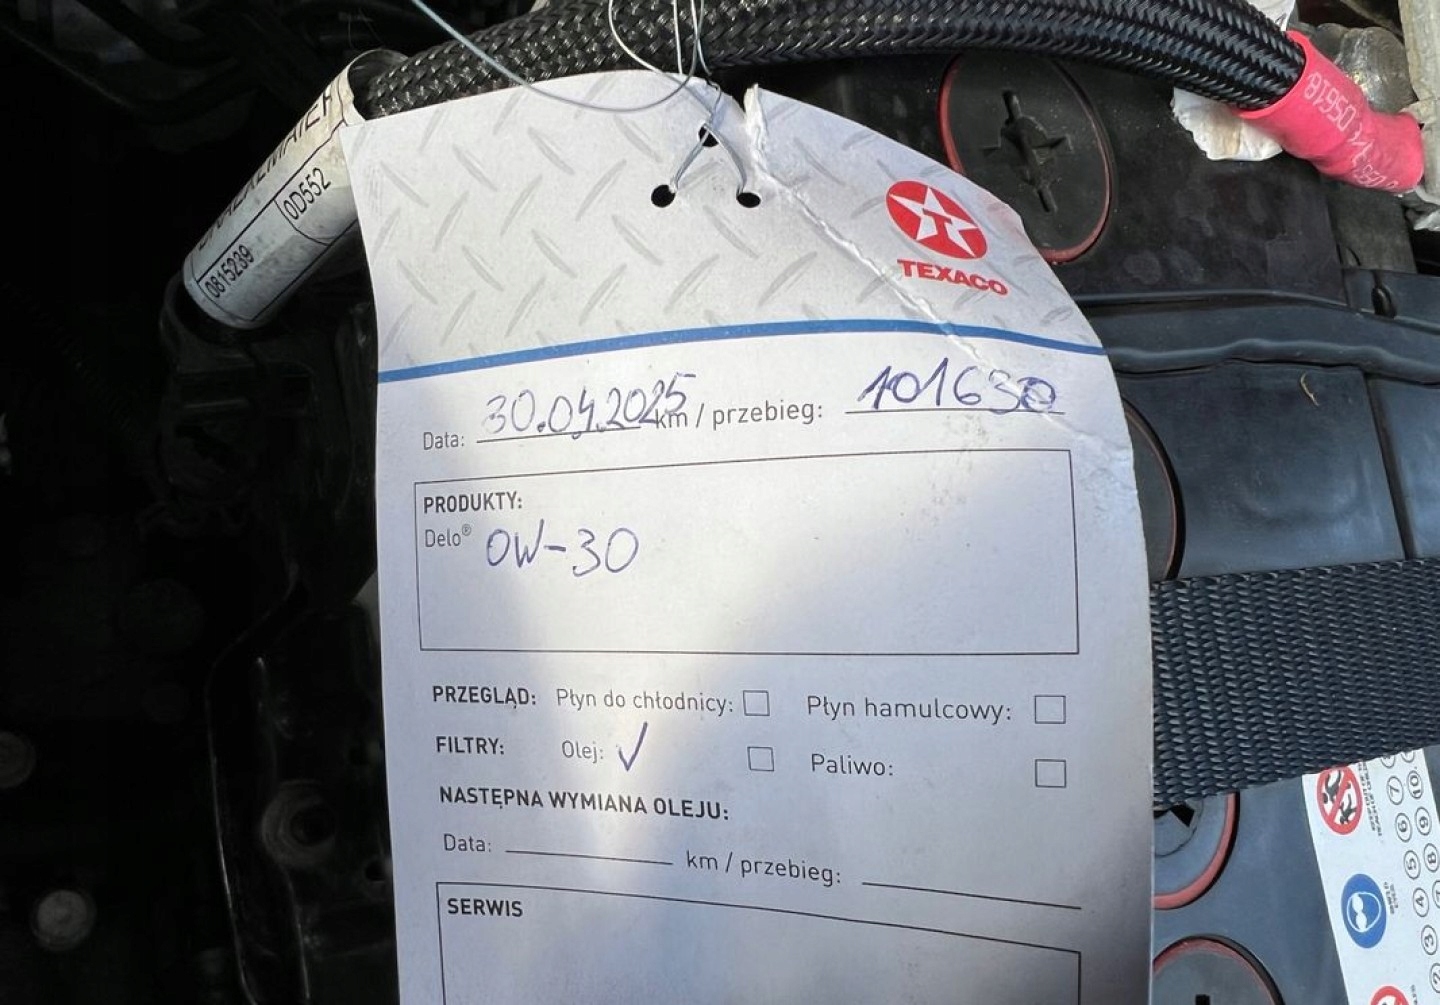 0D552
0815239
05618
TEXACO
Data: 30.04.2025 km / przebieg: 101630
PRODUKTY:
Delo® 0W-30
PRZEGLĄD: Płyn do chłodnicy: Płyn hamulcowy:
FILTRY: Olej: ✓ Paliwo:
NASTĘPNA WYMIANA OLEJU:
Data: km / przebieg:
SERWIS